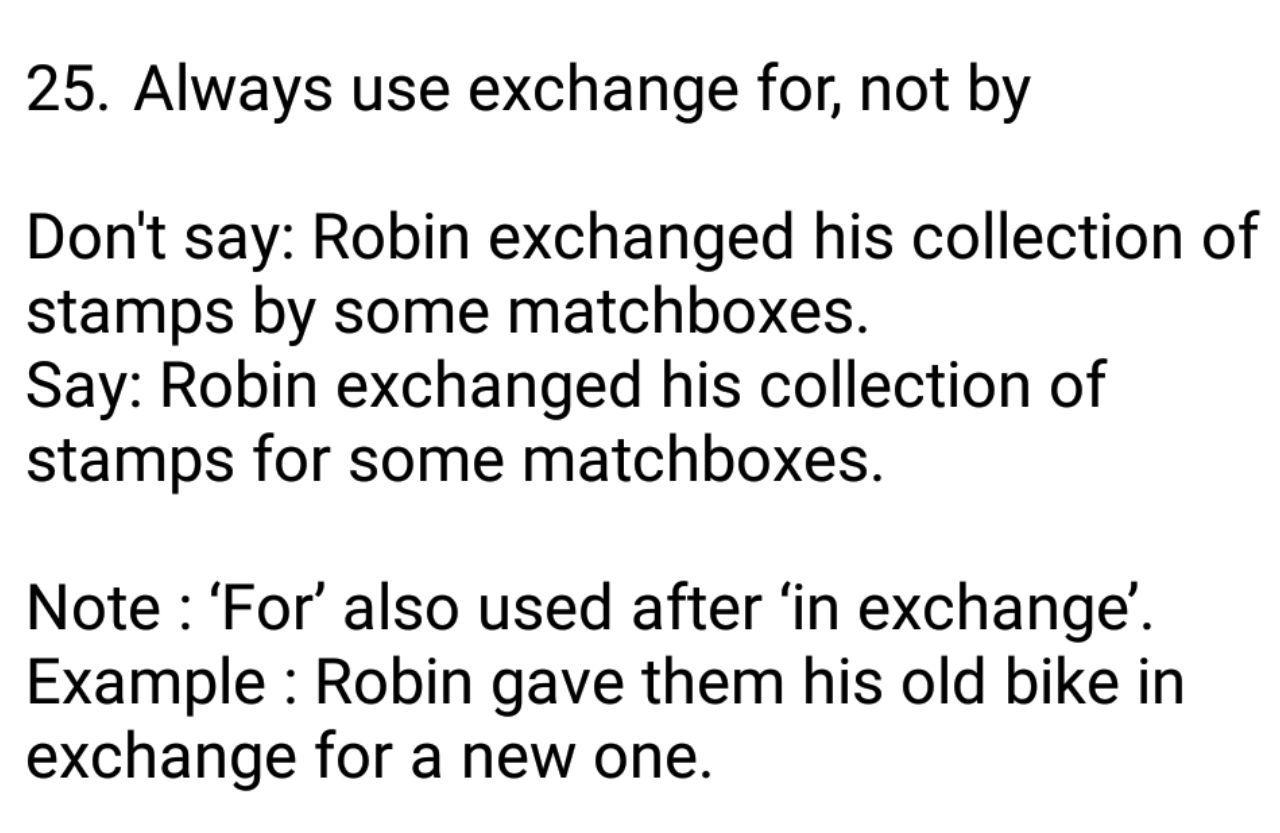 25. Always use exchange for, not by
Don't say: Robin exchanged his collection of
stamps by some matchboxes.
Say: Robin exchanged his collection of
stamps for some matchboxes.
Note : ‘For’ also used after ‘in exchange’.
Example : Robin gave them his old bike in
exchange for a new one.